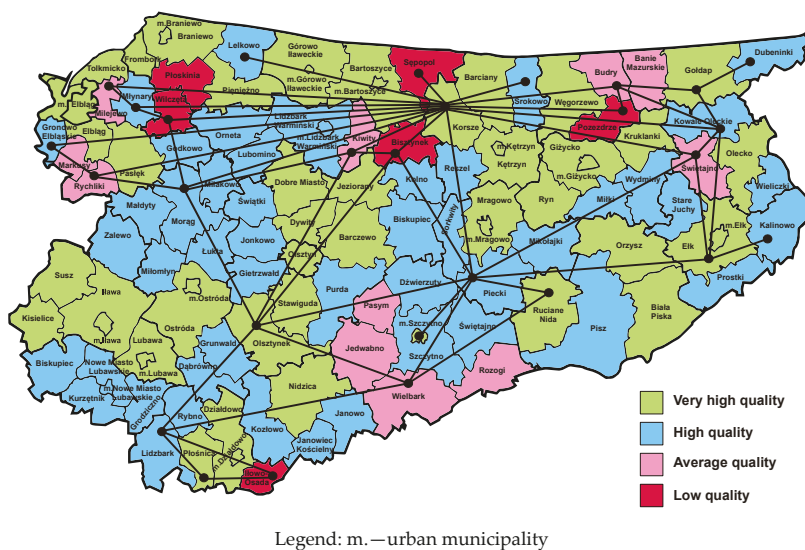 m.Braniewo
Braniewo
Frombork
Tolkmicko
Płoskinia
Lelkowo
Górowo
Iławeckie
m.Górowo
Iławeckie
Bartoszyce
m.Bartoszyce
Sępopol
Barciany
Srokowo
Węgorzewo
Budry
Banie
Mazurskie
Gołdap
Dubeninki
Pozezdrze
Kruklanki
Kowale Oleckie
m.
Elbląg
Milejewo
Młynary
Wilczęta
Pieniężno
Elbląg
Gronowo
Elbląskie
Markusy
Rychliki
Pasłęk
Godkowo
Orneta
Lidzbark
Warmiński
m.Lidzbark
Warmiński
Lubomino
Kiwity
Bisztynek
Korsze
m.Kętrzyn
Kętrzyn
Giżycko
m.Giżycko
Świętajno
Olecko
Wieliczki
Wydminy
Stare
Juchy
Miłki
Miłakowo
Świątki
Dobre Miasto
Jeziorany
Kolno
Reszel
Ryn
Mrągowo
m.Mrągowo
Sorkwity
Małdyty
Morąg
Zalewo
Łukta
Jonkowo
Dywity
Olsztyn
Barczewo
Biskupiec
Mikołajki
Orzysz
m.Ełk
Ełk
Kalinowo
Prostki
Miłomłyn
Gietrzwałd
Susz
Iława
m.Iława
Kisielice
m.Ostróda
Ostróda
Stawiguda
Purda
Dźwierzuty
Piecki
Pasym
m.Szczytno
Szczytno
Świętajno
Ruciane
Nida
Pisz
Biała
Piska
Lubawa
m.Lubawa
Grunwald
Dąbrówno
Olsztynek
Jedwabno
Rozogi
Wielbark
Biskupiec
Nowe Miasto
Lubawskie
m.Nowe Miasto
Lubawskie
Kurzętnik
Grodziczno
Rybno
Działdowo
m.Działdowo
Nidzica
Kozłowo
Janowo
Janowiec
Kościelny
Lidzbark
Płośnica
Iłowo
Osada
Very high quality
High quality
Average quality
Low quality
Legend: m.—urban municipality